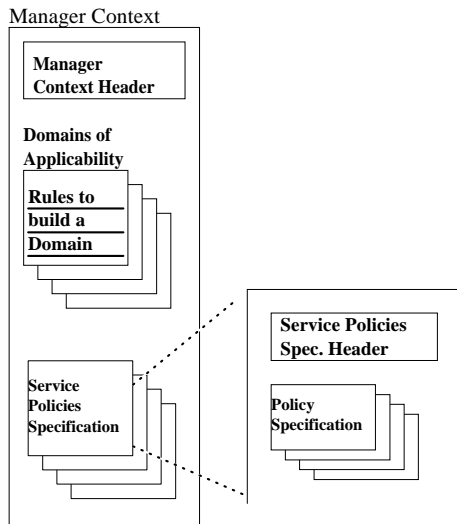 Manager Context
Manager
Context Header
Domains of
Applicability
Rules to
build a
Domain
Service
Policies
Specification
Service Policies
Spec. Header
Policy
Specification